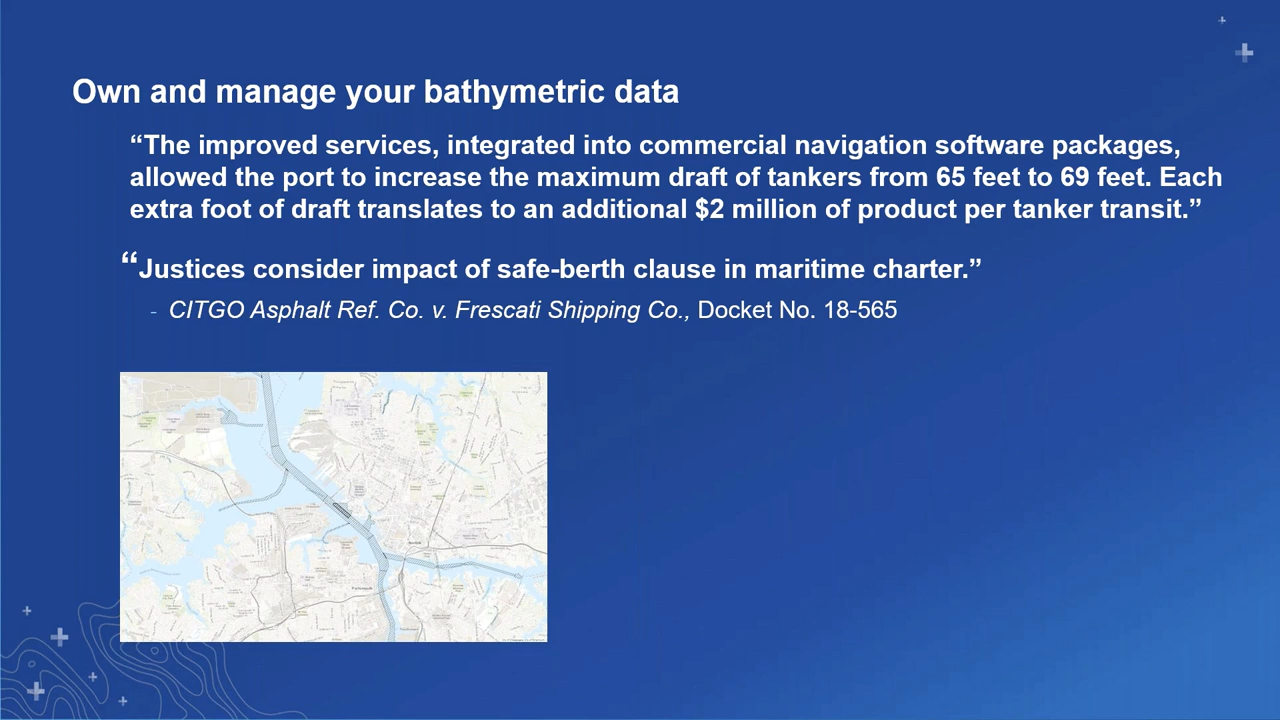 Own and manage your bathymetric data
“The improved services, integrated into commercial navigation software packages,
allowed the port to increase the maximum draft of tankers from 65 feet to 69 feet. Each
extra foot of draft translates to an additional $2 million of product per tanker transit.”
“Justices consider impact of safe-berth clause in maritime charter.”
- CITGO Asphalt Ref. Co. v. Frescati Shipping Co., Docket No. 18-565